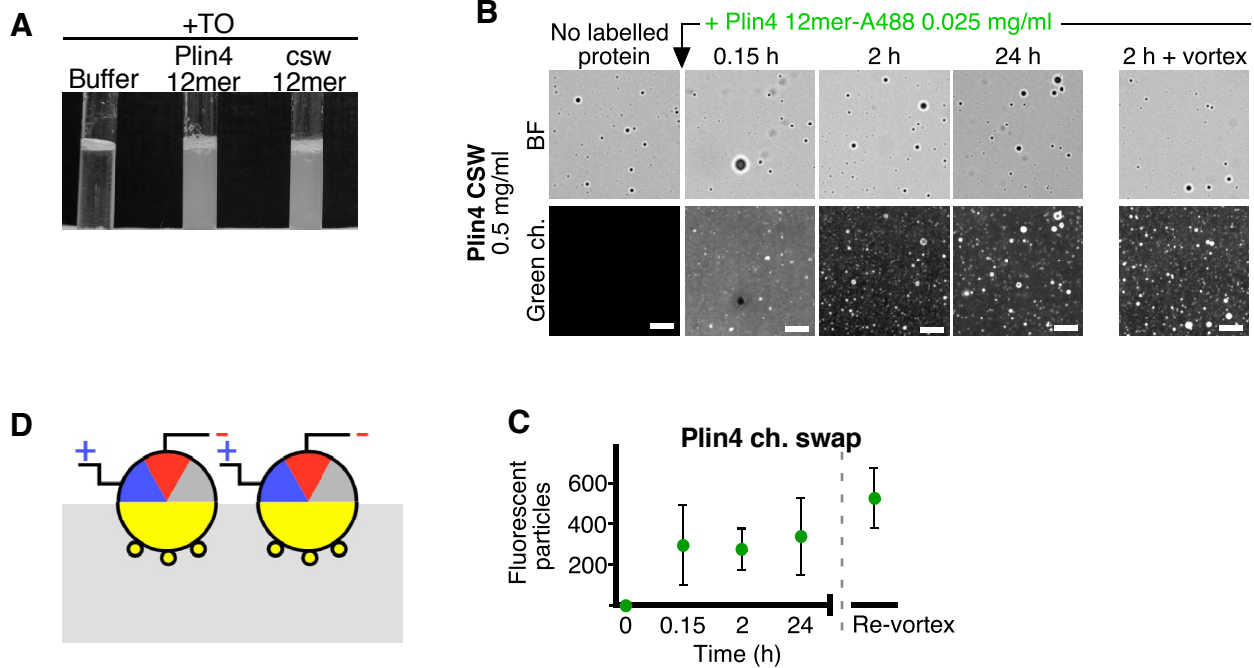 A
+TO
Buffer
Plin4
12mer
csw
12mer
B
+ Plin4 12mer-A488 0.025 mg/ml
No labelled
protein
0.15 h
2 h
24 h
2 h + vortex
Plin4 CSW
0.5 mg/ml
BF
Green ch.
D
+
-
+
-
C
Plin4 ch. swap
Fluorescent
particles
600
400
200
0
0.15
2
24
Re-vortex
Time (h)